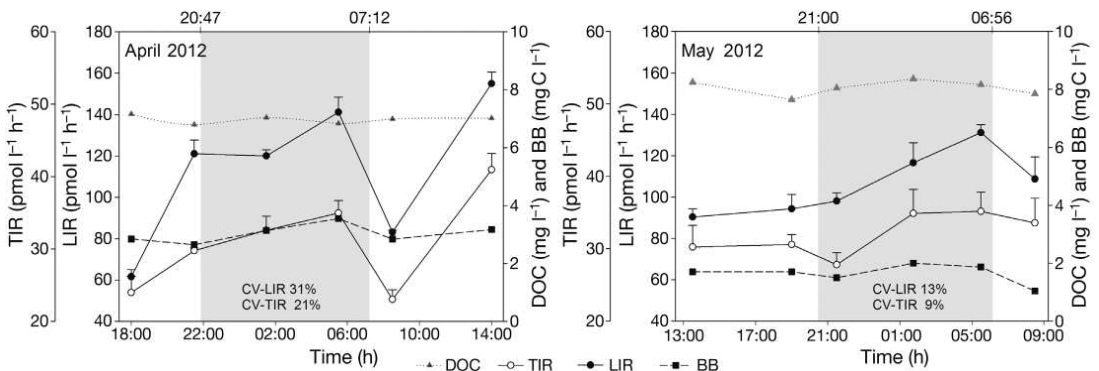 20:47 07:12
April 2012
TIR (pmol l⁻¹ h⁻¹)
60
50
40
30
20
LIR (pmol l⁻¹ h⁻¹)
180
160
140
120
100
80
60
40
CV-LIR 31%
CV-TIR 21%
10
8
6
4
2
0
DOC (mg l⁻¹) and BB (mg C l⁻¹)
18:00 22:00 02:00 06:00 10:00 14:00
Time (h)
21:00 06:56
May 2012
TIR (pmol l⁻¹ h⁻¹)
60
50
40
30
20
LIR (pmol l⁻¹ h⁻¹)
180
160
140
120
100
80
60
40
CV-LIR 13%
CV-TIR 9%
10
8
6
4
2
0
DOC (mg l⁻¹) and BB (mg C l⁻¹)
13:00 17:00 21:00 01:00 05:00 09:00
Time (h)
DOC TIR LIR BB